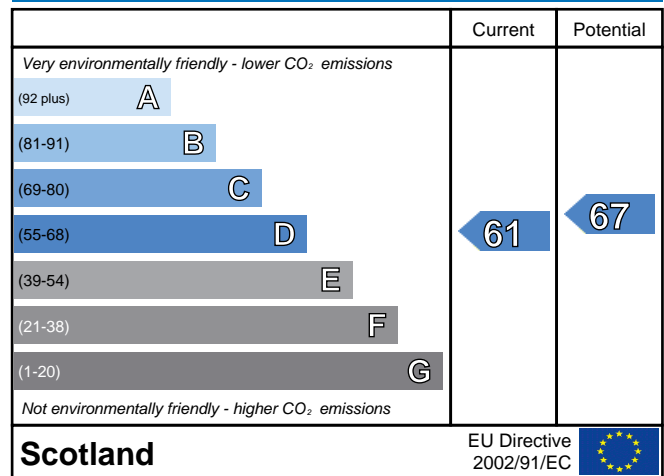 Current Potential
Very environmentally friendly - lower CO₂ emissions
(92 plus) A
(81-91) B
(69-80) C
(55-68) D 61 67
(39-54) E
(21-38) F
(1-20) G
Not environmentally friendly - higher CO₂ emissions
Scotland EU Directive
2002/91/EC